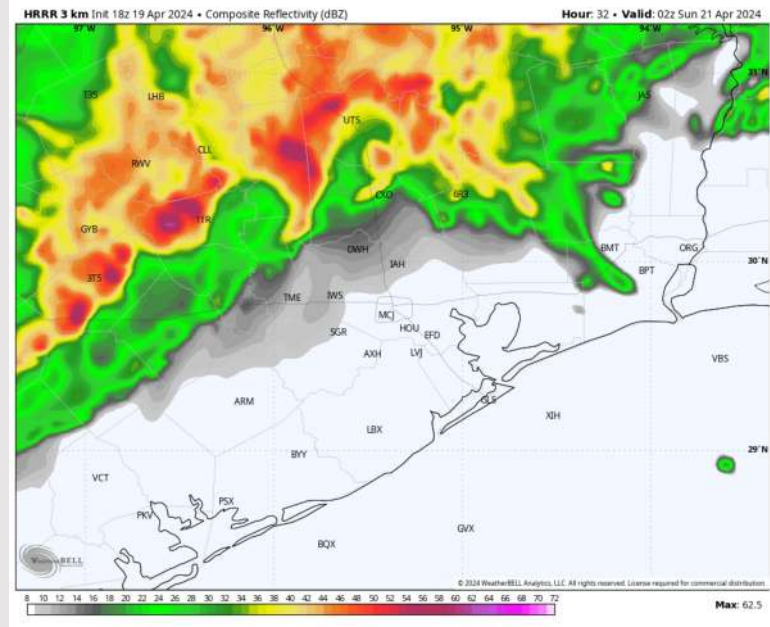 HRRR 3 km Init 18z 19 Apr 2024 • Composite Reflectivity (dBZ) Hour: 32 • Valid: 02z Sun 21 Apr 2024
97°W 96°W 95°W 94°W
31°N
T35 LHB JAS
UTS
CLL
RWV
CXO 6R3
11R
GYB
DWH BMT ORG
30°N
IAH BPT
3T5
TME IWS
MCJ
HOU
SGR EFD
AXH LVJ VBS
ARM GLS
XIH
LBX
29°N
BYY
VCT
PSX
PKV
GVX
BQX
WeatherBELL
© 2024 WeatherBELL Analytics, LLC. All rights reserved. License required for commercial distribution.
8 10 12 14 16 18 20 22 24 26 28 30 32 34 36 38 40 42 44 46 48 50 52 54 56 58 60 62 64 66 68 70 72 Max: 62.5